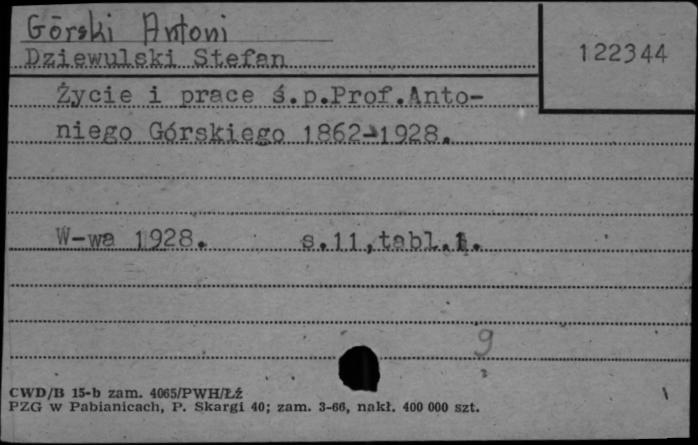 Górski Antoni
Dziewulski Stefan
122344
Życie i prace ś.p.Prof.Anto-
niego Górskiego 1862-1928.
W-wa 1928. s.11,tabl.1.
9
CWD/B 15-b zam. 4065/PWH/Łź
PZG w Pabianicach, P. Skargi 40; zam. 3-66, nakł. 400 000 szt.